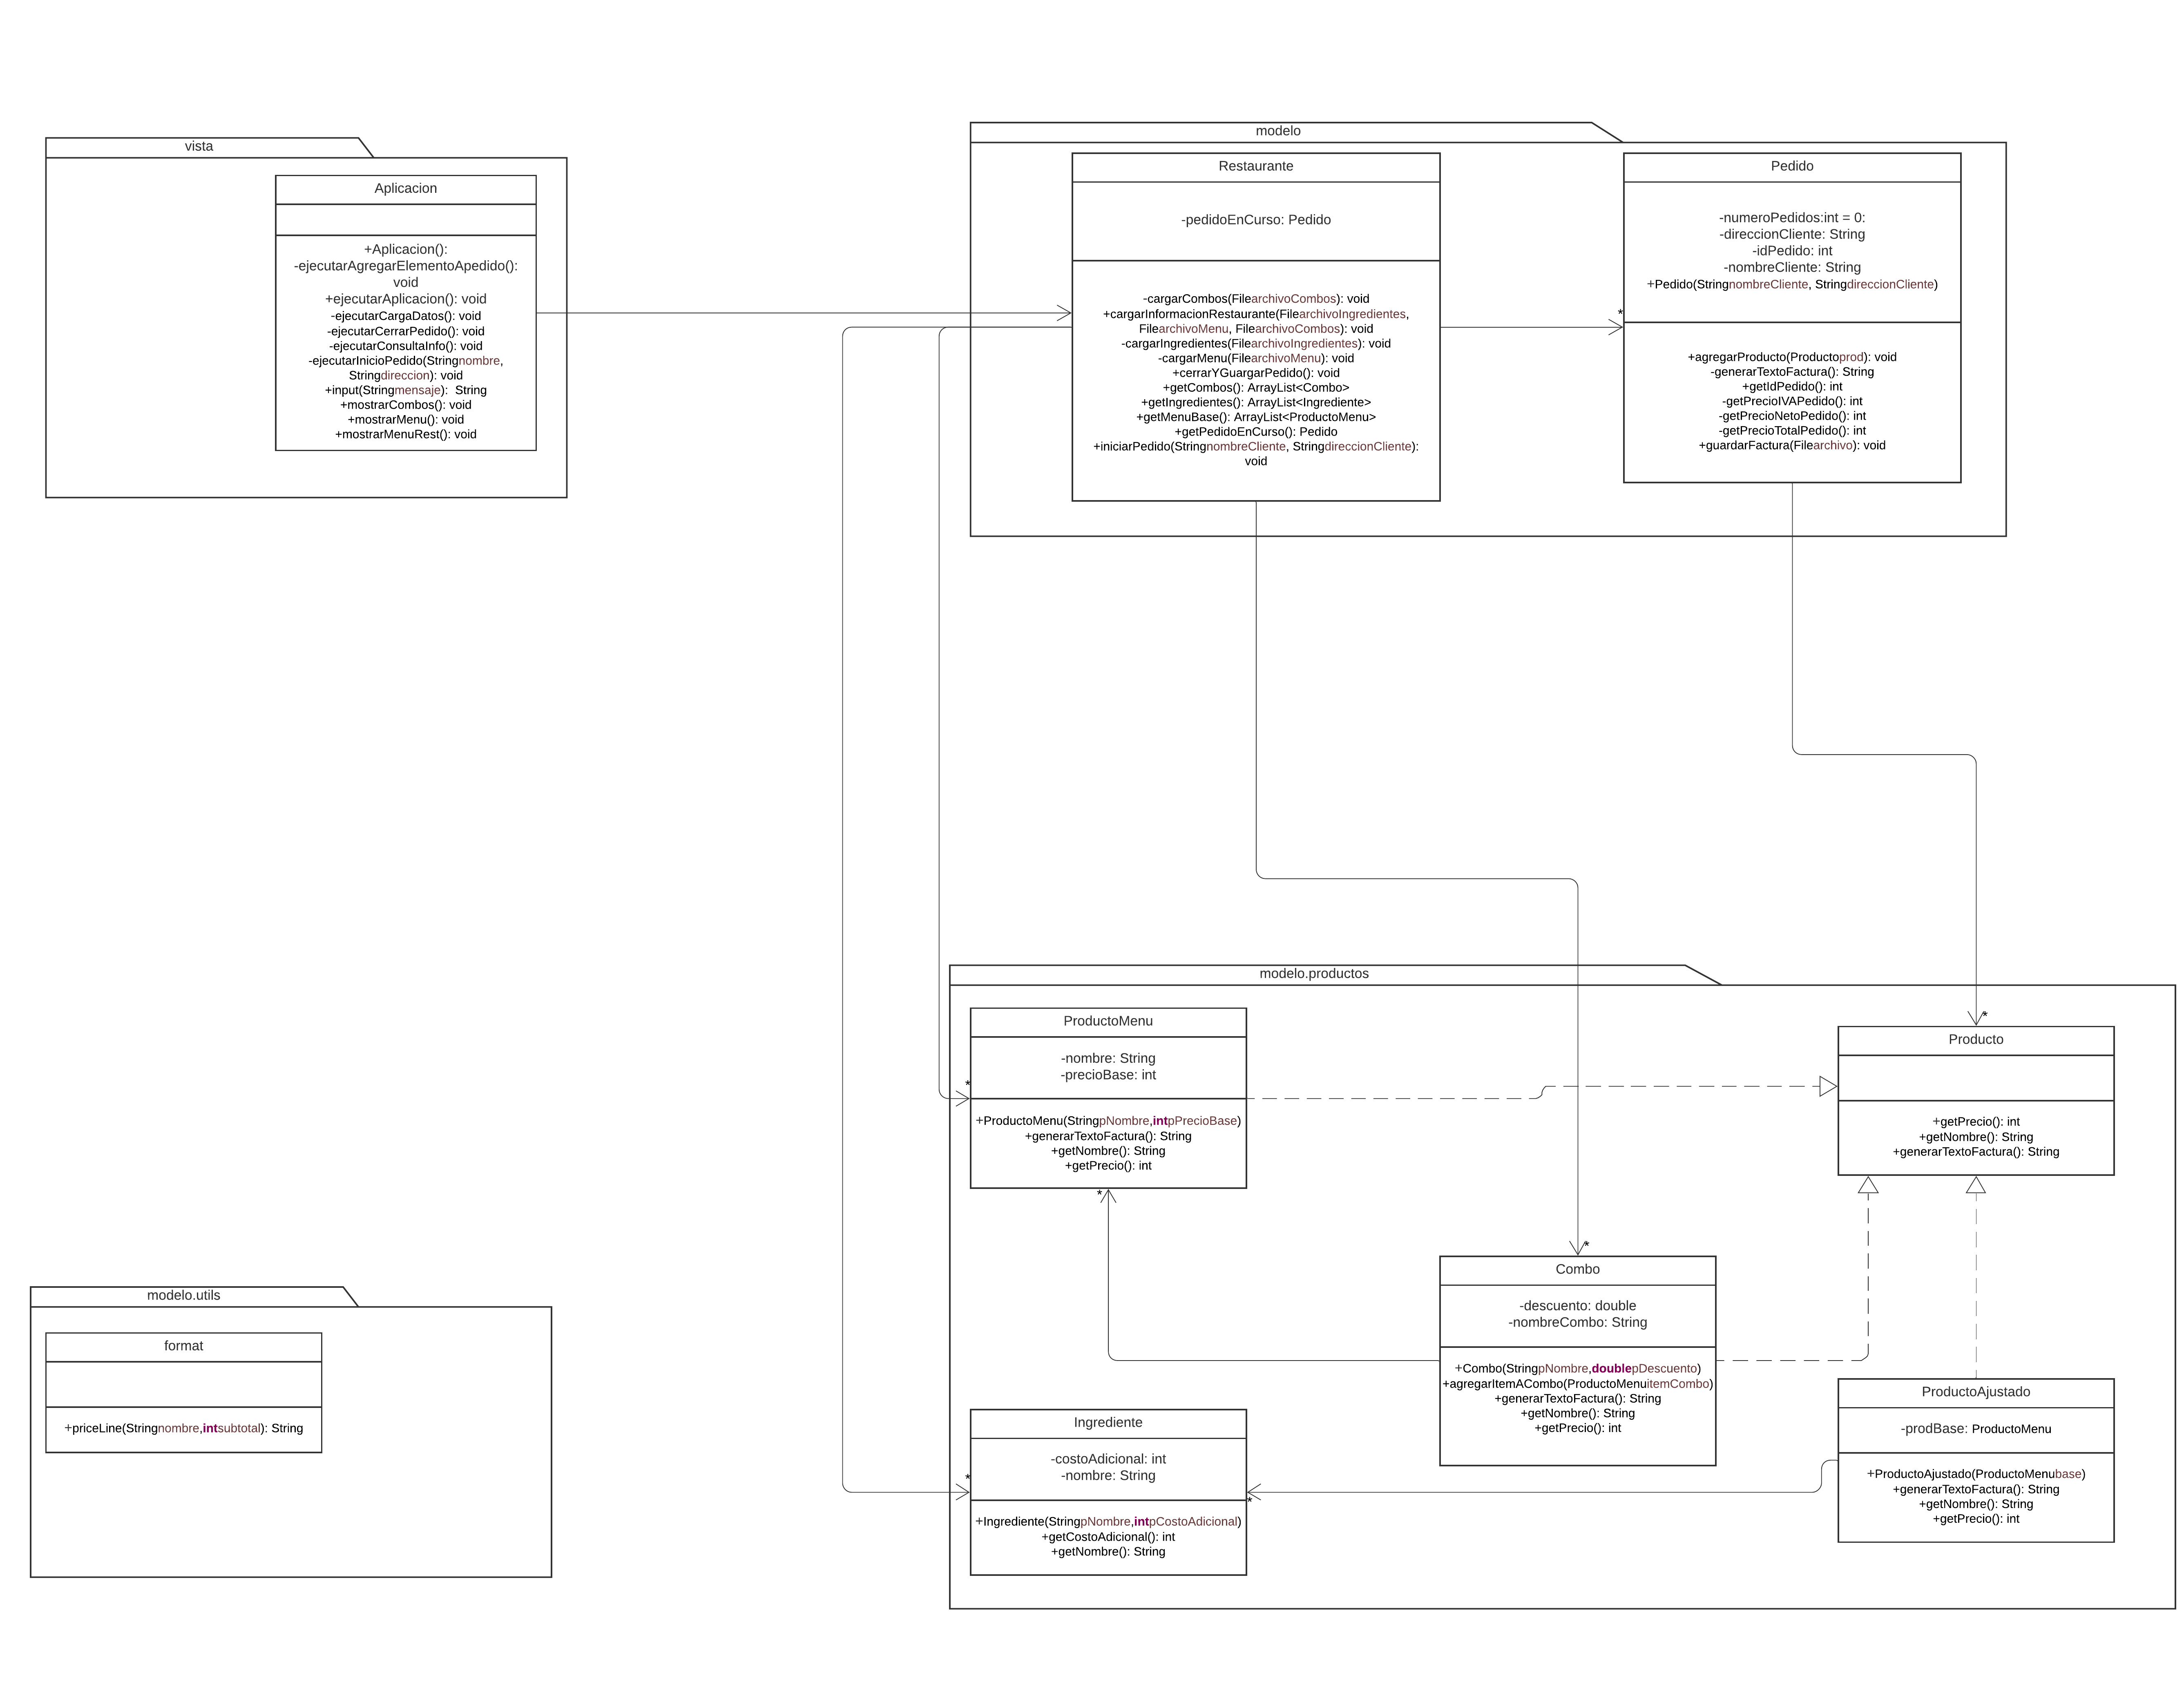 vista
Aplicacion
+Aplicacion():
-ejecutarAgregarElementoApedido():
void
+ejecutarAplicacion(): void
-ejecutarCargaDatos(): void
-ejecutarCerrarPedido(): void
-ejecutarConsultaInfo(): void
-ejecutarInicioPedido(Stringnombre,
Stringdireccion): void
+input(Stringmensaje):  String
+mostrarCombos(): void
+mostrarMenu(): void
+mostrarMenuRest(): void
modelo
Restaurante
-pedidoEnCurso: Pedido
-cargarCombos(FilearchivoCombos): void
+cargarInformacionRestaurante(FilearchivoIngredientes,
FilearchivoMenu, FilearchivoCombos): void
-cargarIngredientes(FilearchivoIngredientes): void
-cargarMenu(FilearchivoMenu): void
+cerrarYGuargarPedido(): void
+getCombos(): ArrayList<Combo>
+getIngredientes(): ArrayList<Ingrediente>
+getMenuBase(): ArrayList<ProductoMenu>
+getPedidoEnCurso(): Pedido
+iniciarPedido(StringnombreCliente, StringdireccionCliente):
void
*
Pedido
-numeroPedidos:int = 0:
-direccionCliente: String
-idPedido: int
-nombreCliente: String
+Pedido(StringnombreCliente, StringdireccionCliente)
+agregarProducto(Productoprod): void
-generarTextoFactura(): String
+getIdPedido(): int
-getPrecioIVAPedido(): int
-getPrecioNetoPedido(): int
-getPrecioTotalPedido(): int
+guardarFactura(Filearchivo): void
modelo.productos
*
ProductoMenu
-nombre: String
-precioBase: int
+ProductoMenu(StringpNombre,intpPrecioBase)
+generarTextoFactura(): String
+getNombre(): String
+getPrecio(): int
*
*
Producto
+getPrecio(): int
+getNombre(): String
+generarTextoFactura(): String
*
Combo
-descuento: double
-nombreCombo: String
+Combo(StringpNombre,doublepDescuento)
+agregarItemACombo(ProductoMenuitemCombo)
+generarTextoFactura(): String
+getNombre(): String
+getPrecio(): int
ProductoAjustado
-prodBase: ProductoMenu
+ProductoAjustado(ProductoMenubase)
+generarTextoFactura(): String
+getNombre(): String
+getPrecio(): int
*
Ingrediente
-costoAdicional: int
-nombre: String
*
+Ingrediente(StringpNombre,intpCostoAdicional)
+getCostoAdicional(): int
+getNombre(): String
modelo.utils
format
+priceLine(Stringnombre,intsubtotal): String